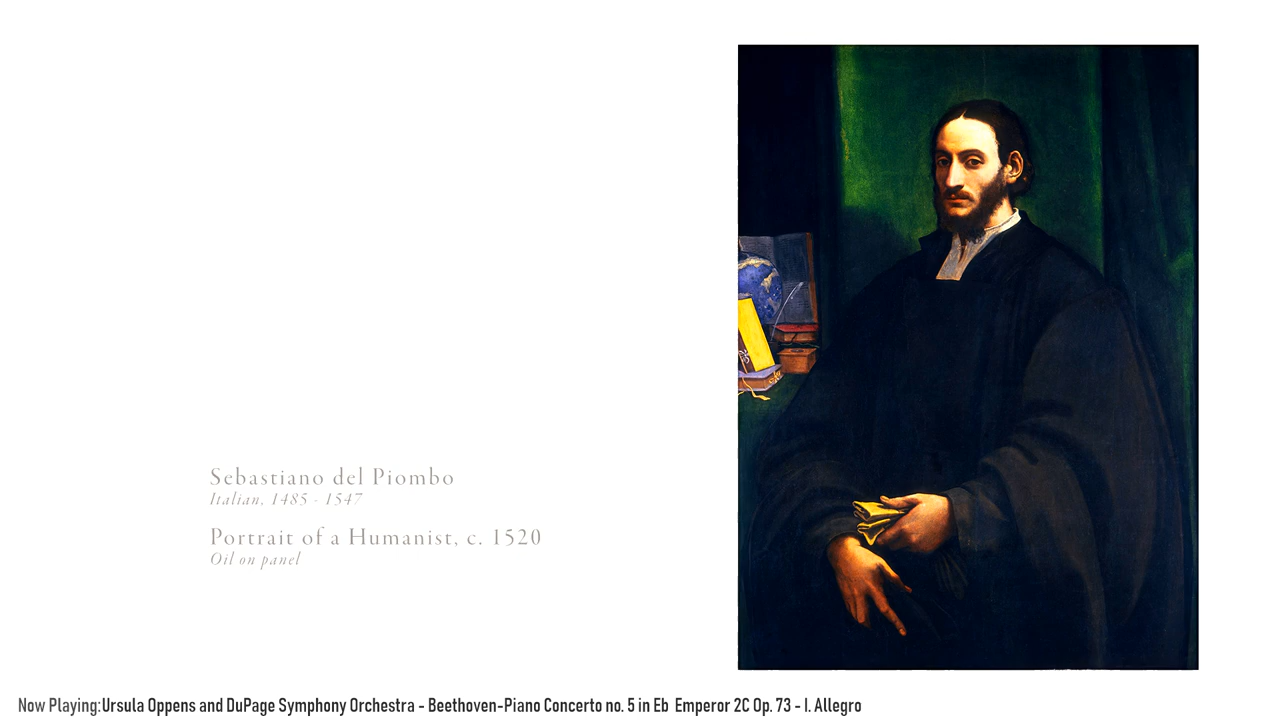 Sebastiano del Piombo
Italian, 1485 - 1547
Portrait of a Humanist, c. 1520
Oil on panel
Now Playing:Ursula Oppens and DuPage Symphony Orchestra - Beethoven-Piano Concerto no. 5 in Eb  Emperor 2C Op. 73 - I. Allegro